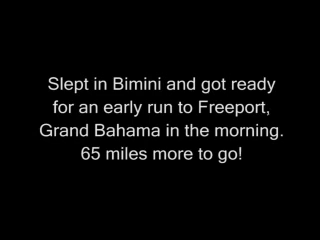 Slept in Bimini and got ready
for an early run to Freeport,
Grand Bahama in the morning.
65 miles more to go!